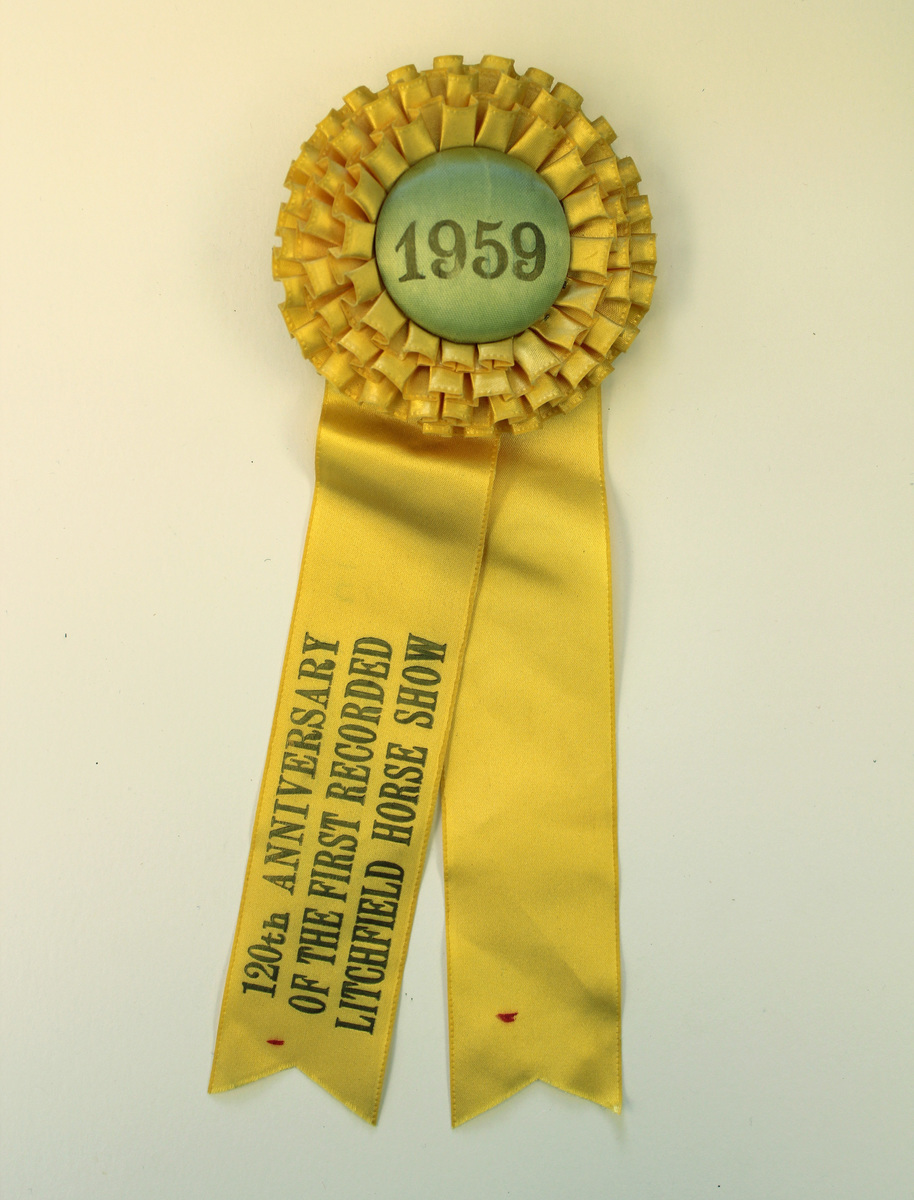 1959
120th ANNIVERSARY
OF THE FIRST RECORDED
LITCHFIELD HORSE SHOW